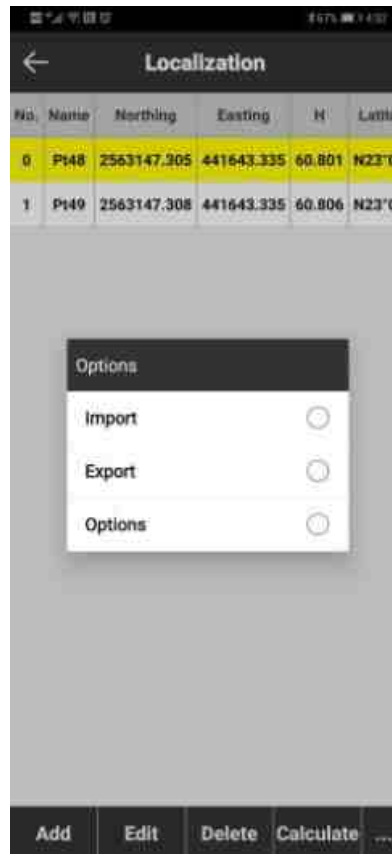 Localization
No. Name Northing Easting H
0 Pt48 2563147.305 441643.335 60.801
1 Pt49 2563147.308 441643.335 60.806
Options
Import
Export
Options
Add Edit Delete Calculate ...